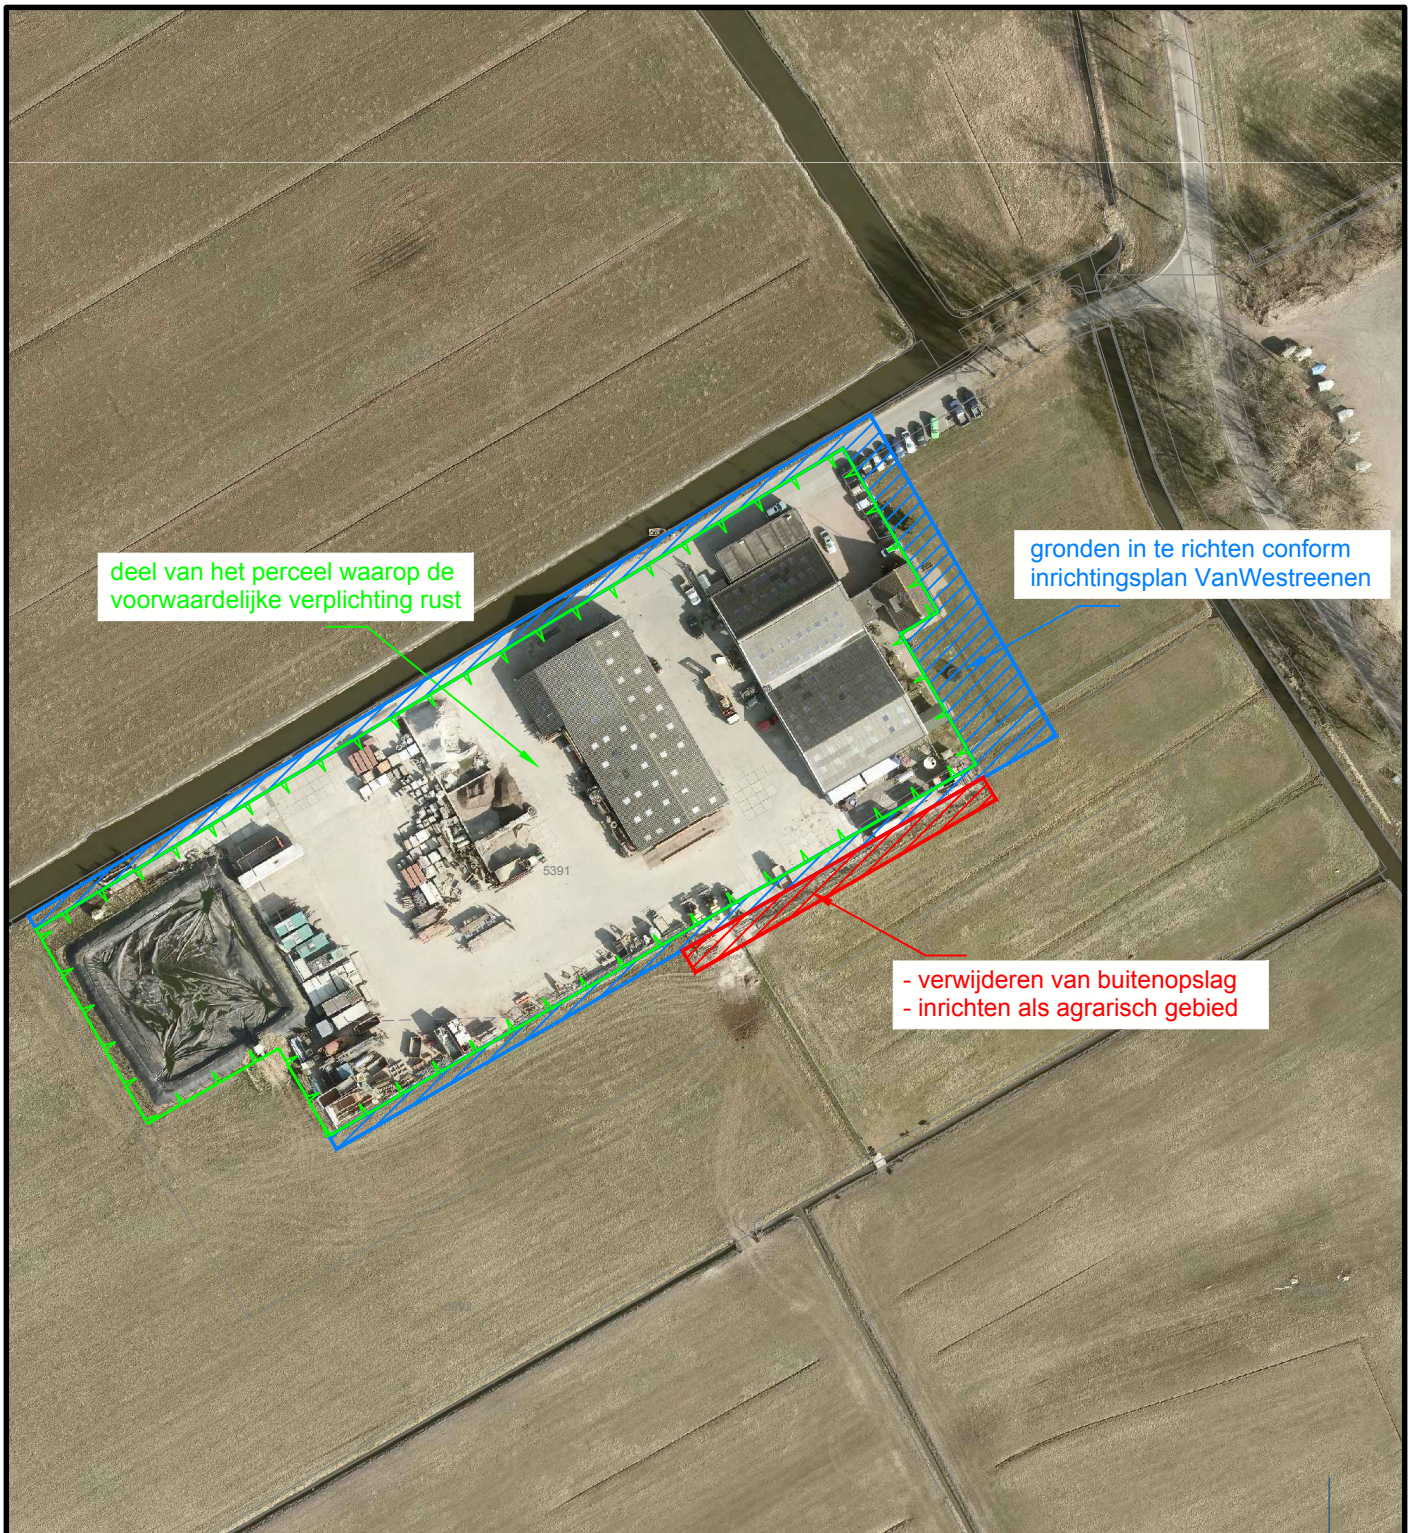 gronden in te richten conform
inrichtingsplan VanWestreenen
deel van het perceel waarop de
voorwaardelijke verplichting rust
5391
- verwijderen van buitenopslag
- inrichten als agrarisch gebied